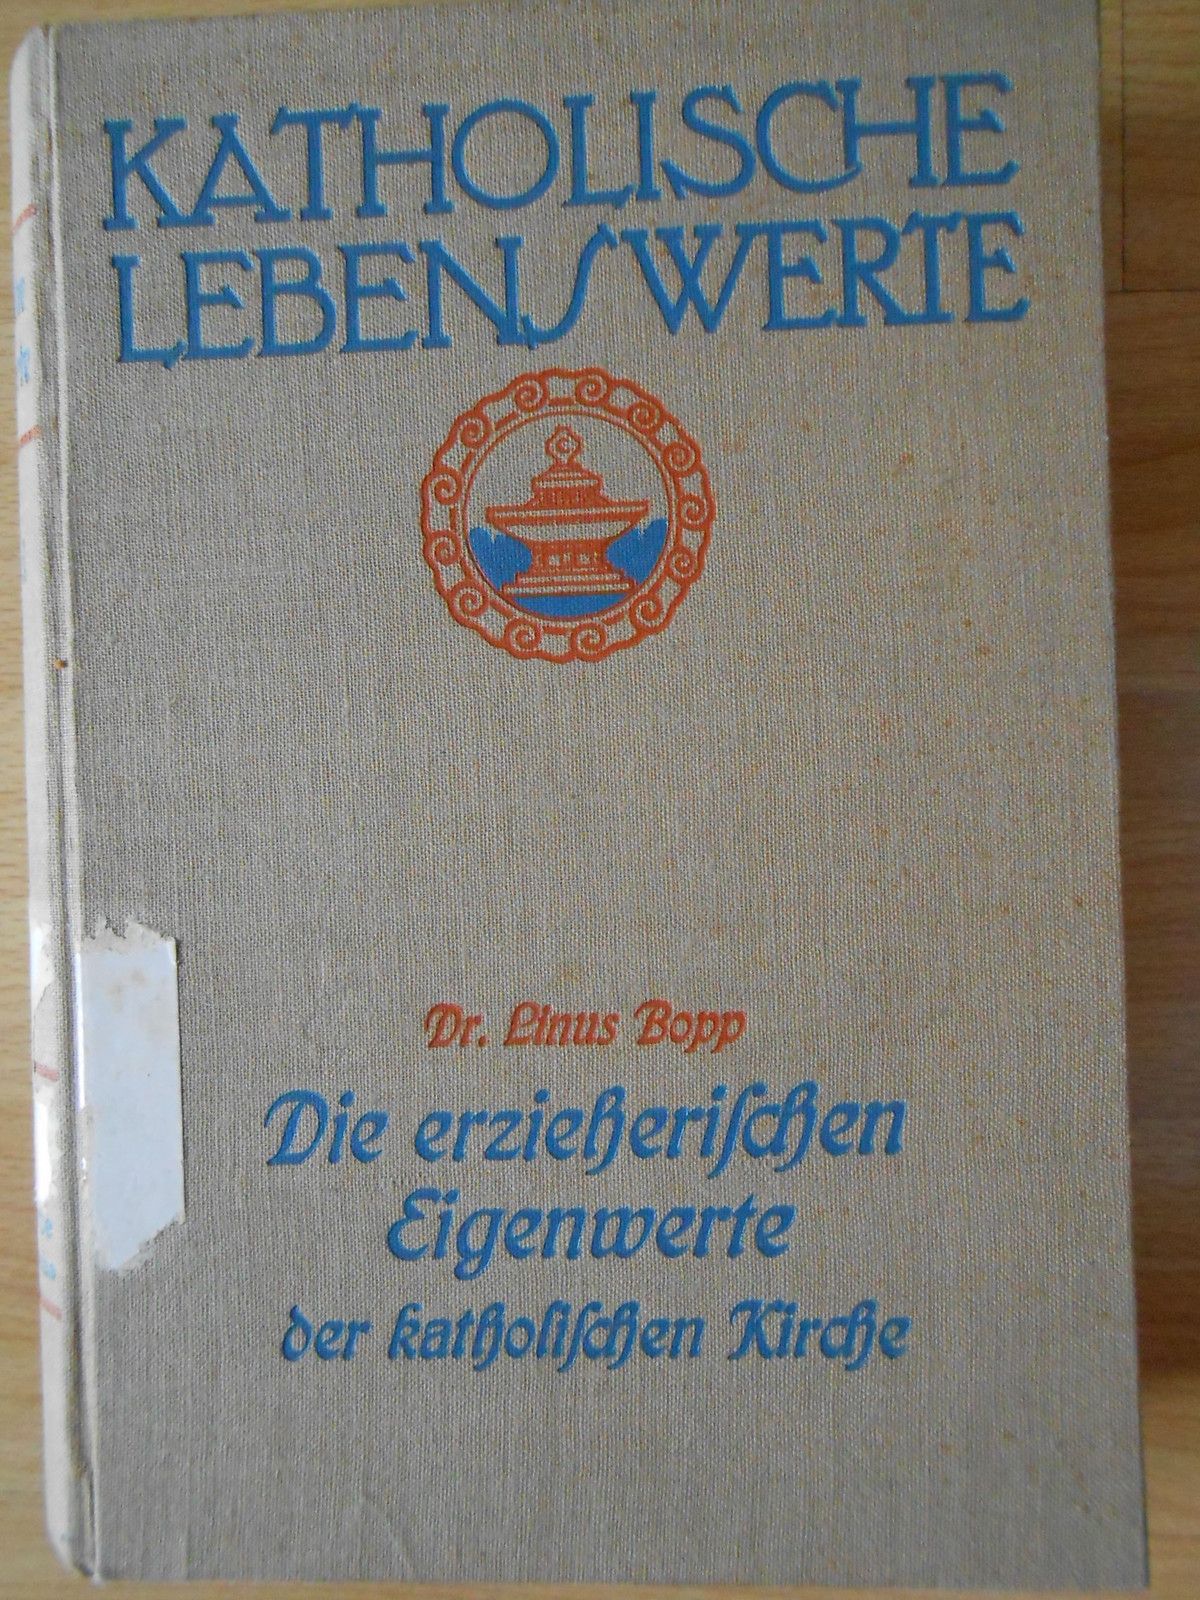 KATHOLISCHE
LEBENSWERTE
Dr. Linus Bopp
Die erzieheriſchen
Eigenwerte
der katholiſchen Kirche